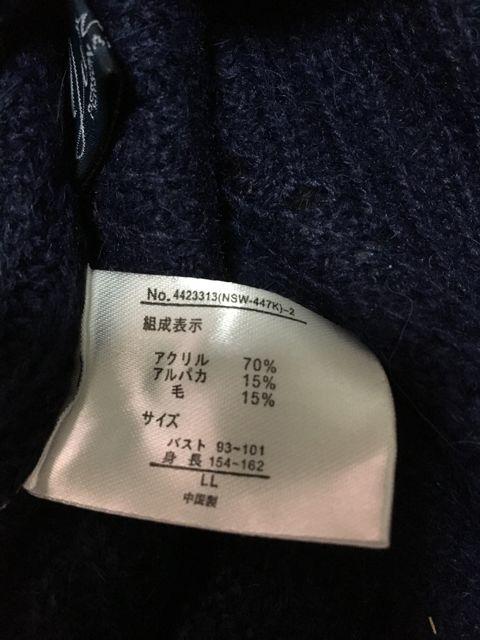 No. 4423313(NSW-447K)-2
組成表示
アクリル 70%
アルパカ 15%
毛 15%
サイズ
バスト 93~101
身長 154~162
LL
中国製